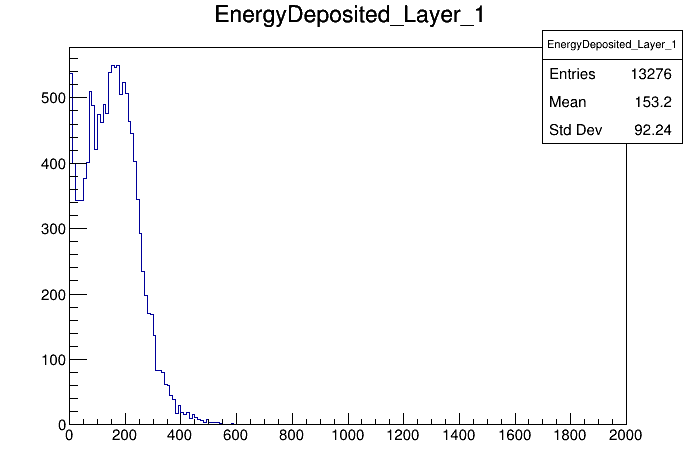 EnergyDeposited_Layer_1
EnergyDeposited_Layer_1
Entries 13276
Mean 153.2
Std Dev 92.24
500
400
300
200
100
0
0 200 400 600 800 1000 1200 1400 1600 1800 2000